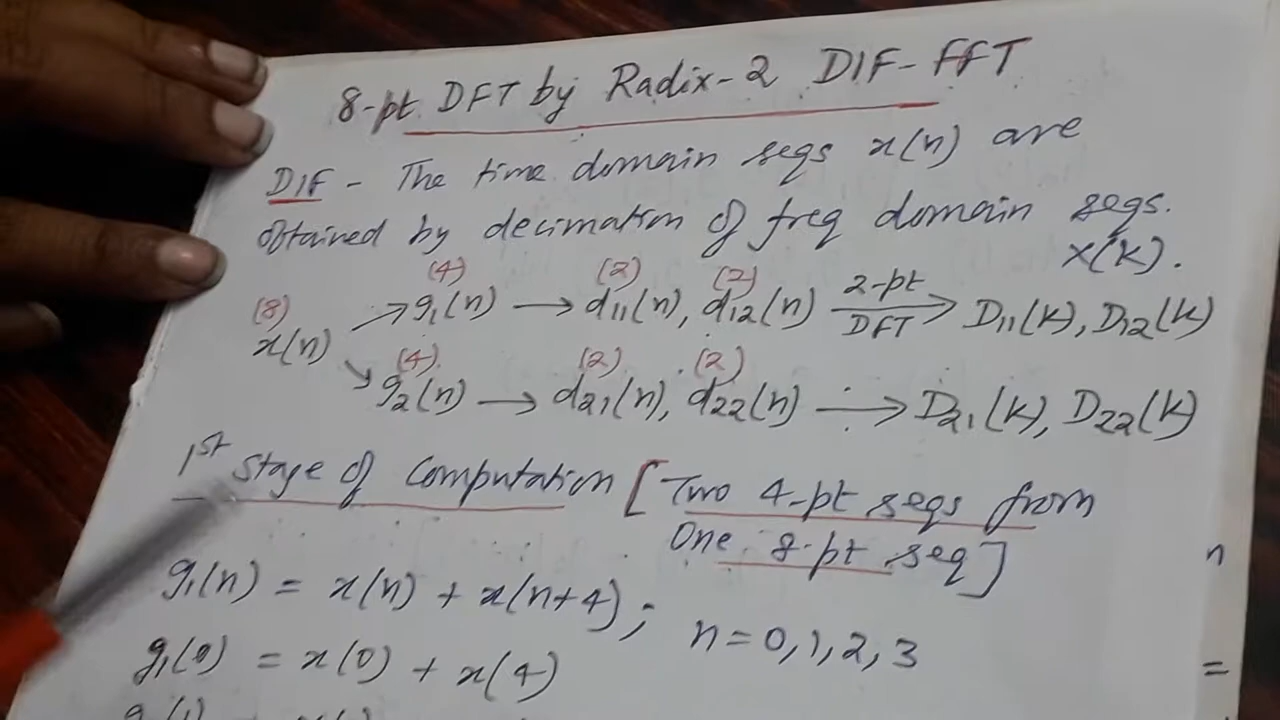 8-pt DFT by Radix-2 DIF-FFT
DIF - The time domain seqs x(n) are
obtained by decimation of freq domain seqs.
X(K).
(4) (2) (2) 2-pt
(8) → g1(n) → d11(n), d12(n) → DFT D11(K), D12(K)
x(n) (4) (2) (2)
↘ g2(n) → d21(n), d22(n) → D21(K), D22(K)
1st Stage of Computation [Two 4-pt seqs from
One 8-pt seq]
n
g1(n) = x(n) + x(n+4); n=0,1,2,3
g1(0) = x(0) + x(4)
=